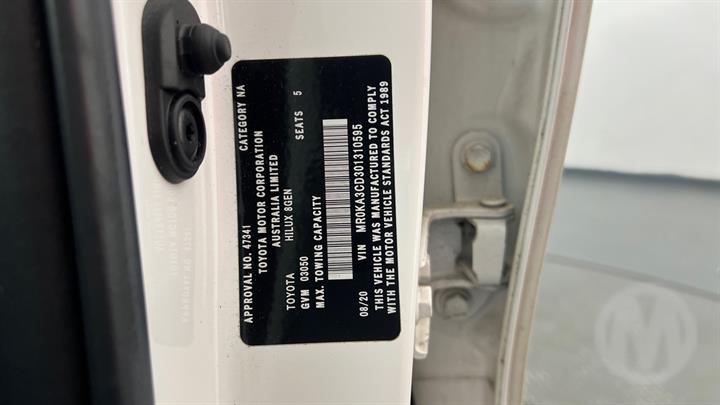 APPROVAL NO. 47341 CATEGORY NA
TOYOTA MOTOR CORPORATION
AUSTRALIA LIMITED
TOYOTA HILUX 8GEN
GVM 03050 SEATS 5
MAX. TOWING CAPACITY
08/20 VIN MR0KA3CD301310595
THIS VEHICLE WAS MANUFACTURED TO COMPLY
WITH THE MOTOR VEHICLE STANDARDS ACT 1989
M